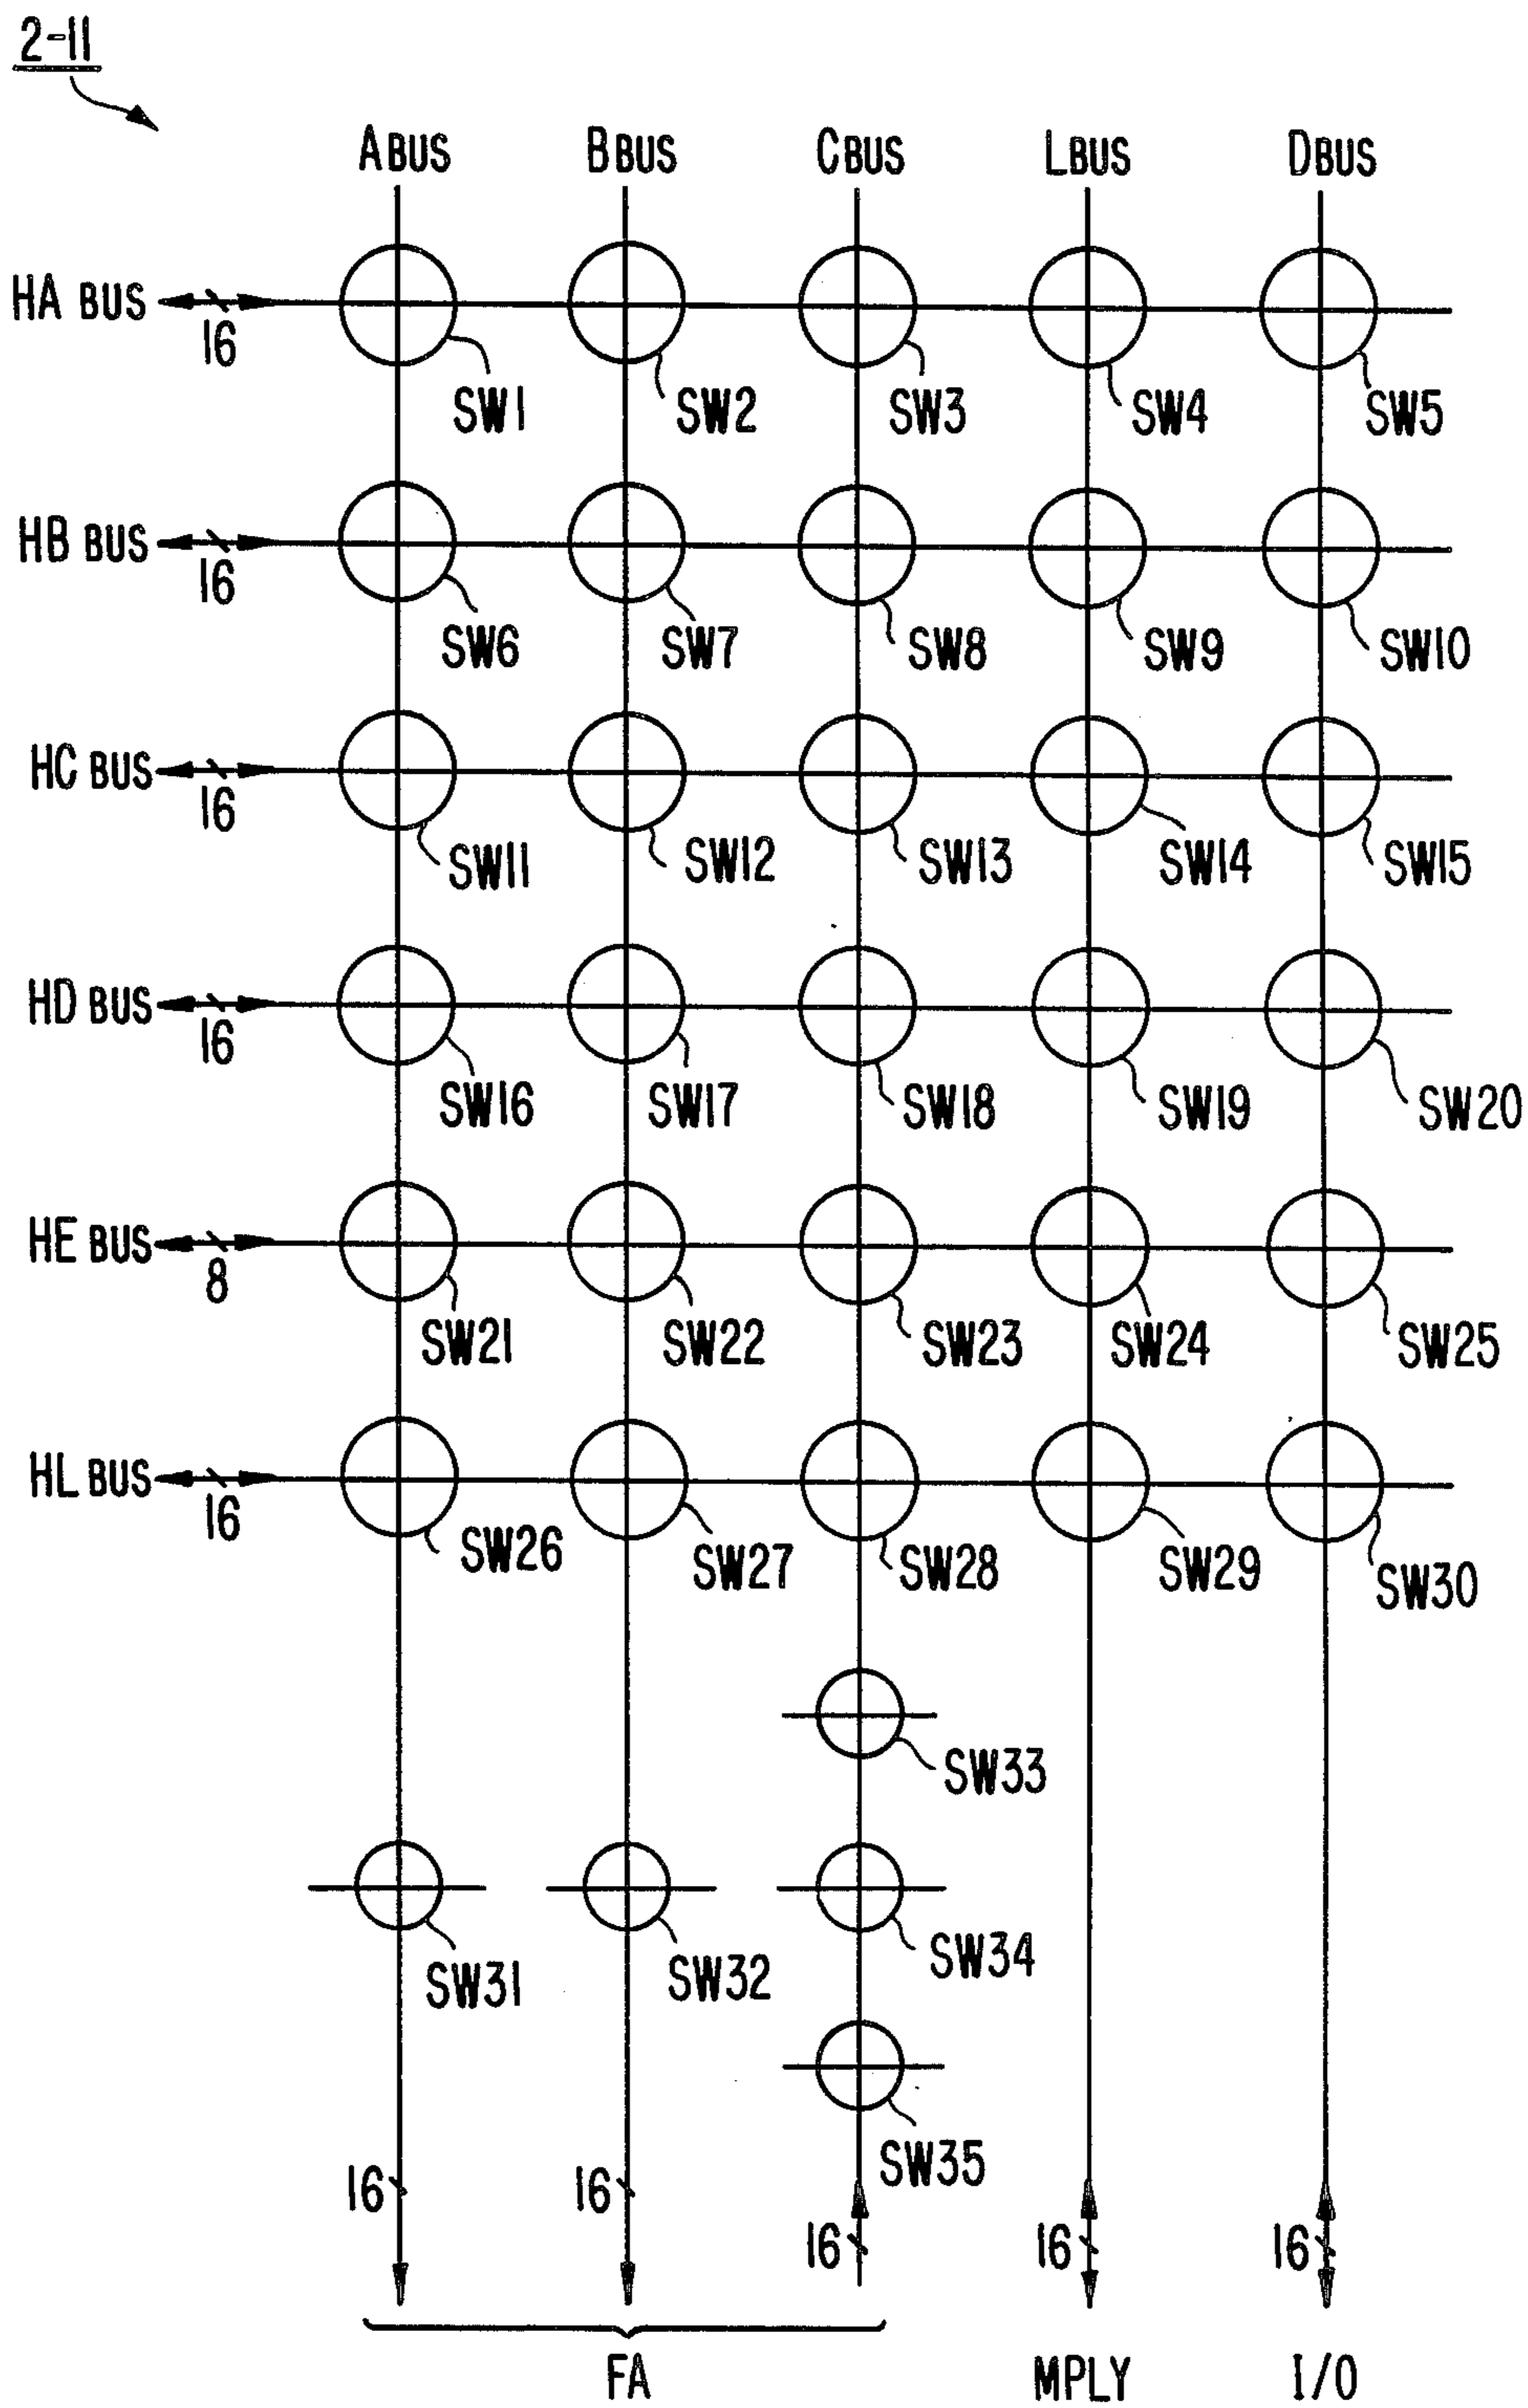 2-11
ABUS BBUS CBUS LBUS DBUS
HA BUS
16
SW1 SW2 SW3 SW4 SW5
HB BUS
16
SW6 SW7 SW8 SW9 SW10
HC BUS
16
SW11 SW12 SW13 SW14 SW15
HD BUS
16
SW16 SW17 SW18 SW19 SW20
HE BUS
8
SW21 SW22 SW23 SW24 SW25
HL BUS
16
SW26 SW27 SW28 SW29 SW30
SW33
SW31 SW32 SW34
SW35
16 16 16 16 16
FA MPLY I/O